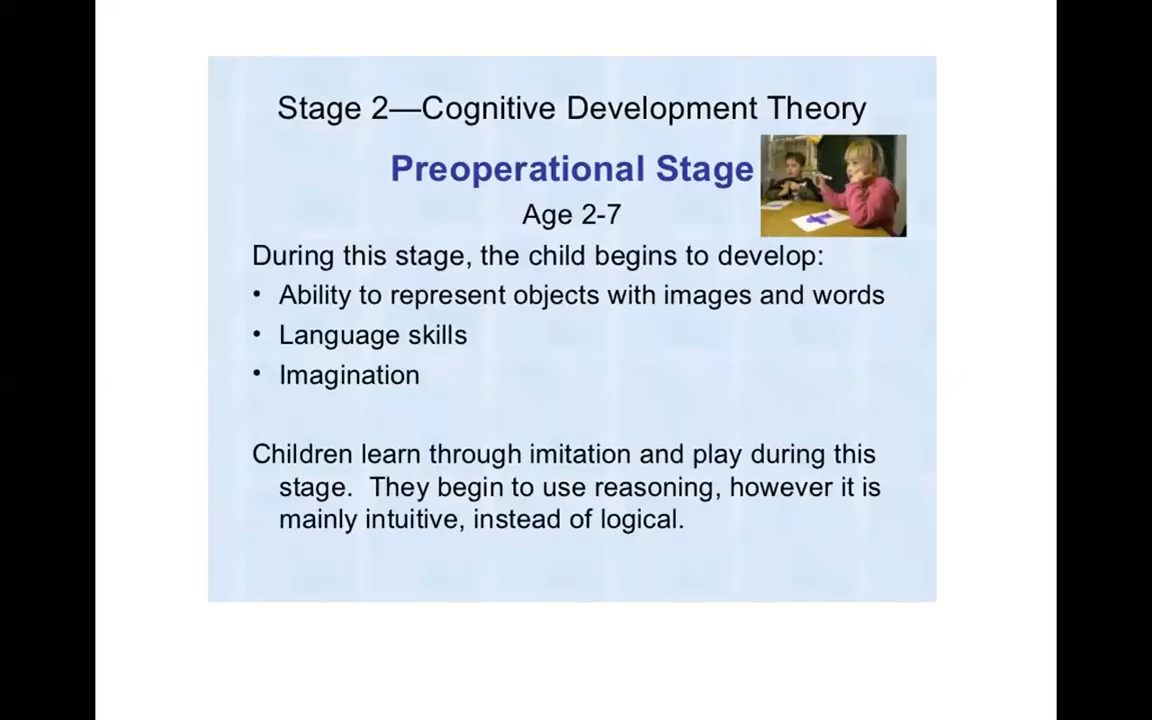 Stage 2—Cognitive Development Theory
Preoperational Stage
Age 2-7
During this stage, the child begins to develop:
• Ability to represent objects with images and words
• Language skills
• Imagination
Children learn through imitation and play during this
stage. They begin to use reasoning, however it is
mainly intuitive, instead of logical.